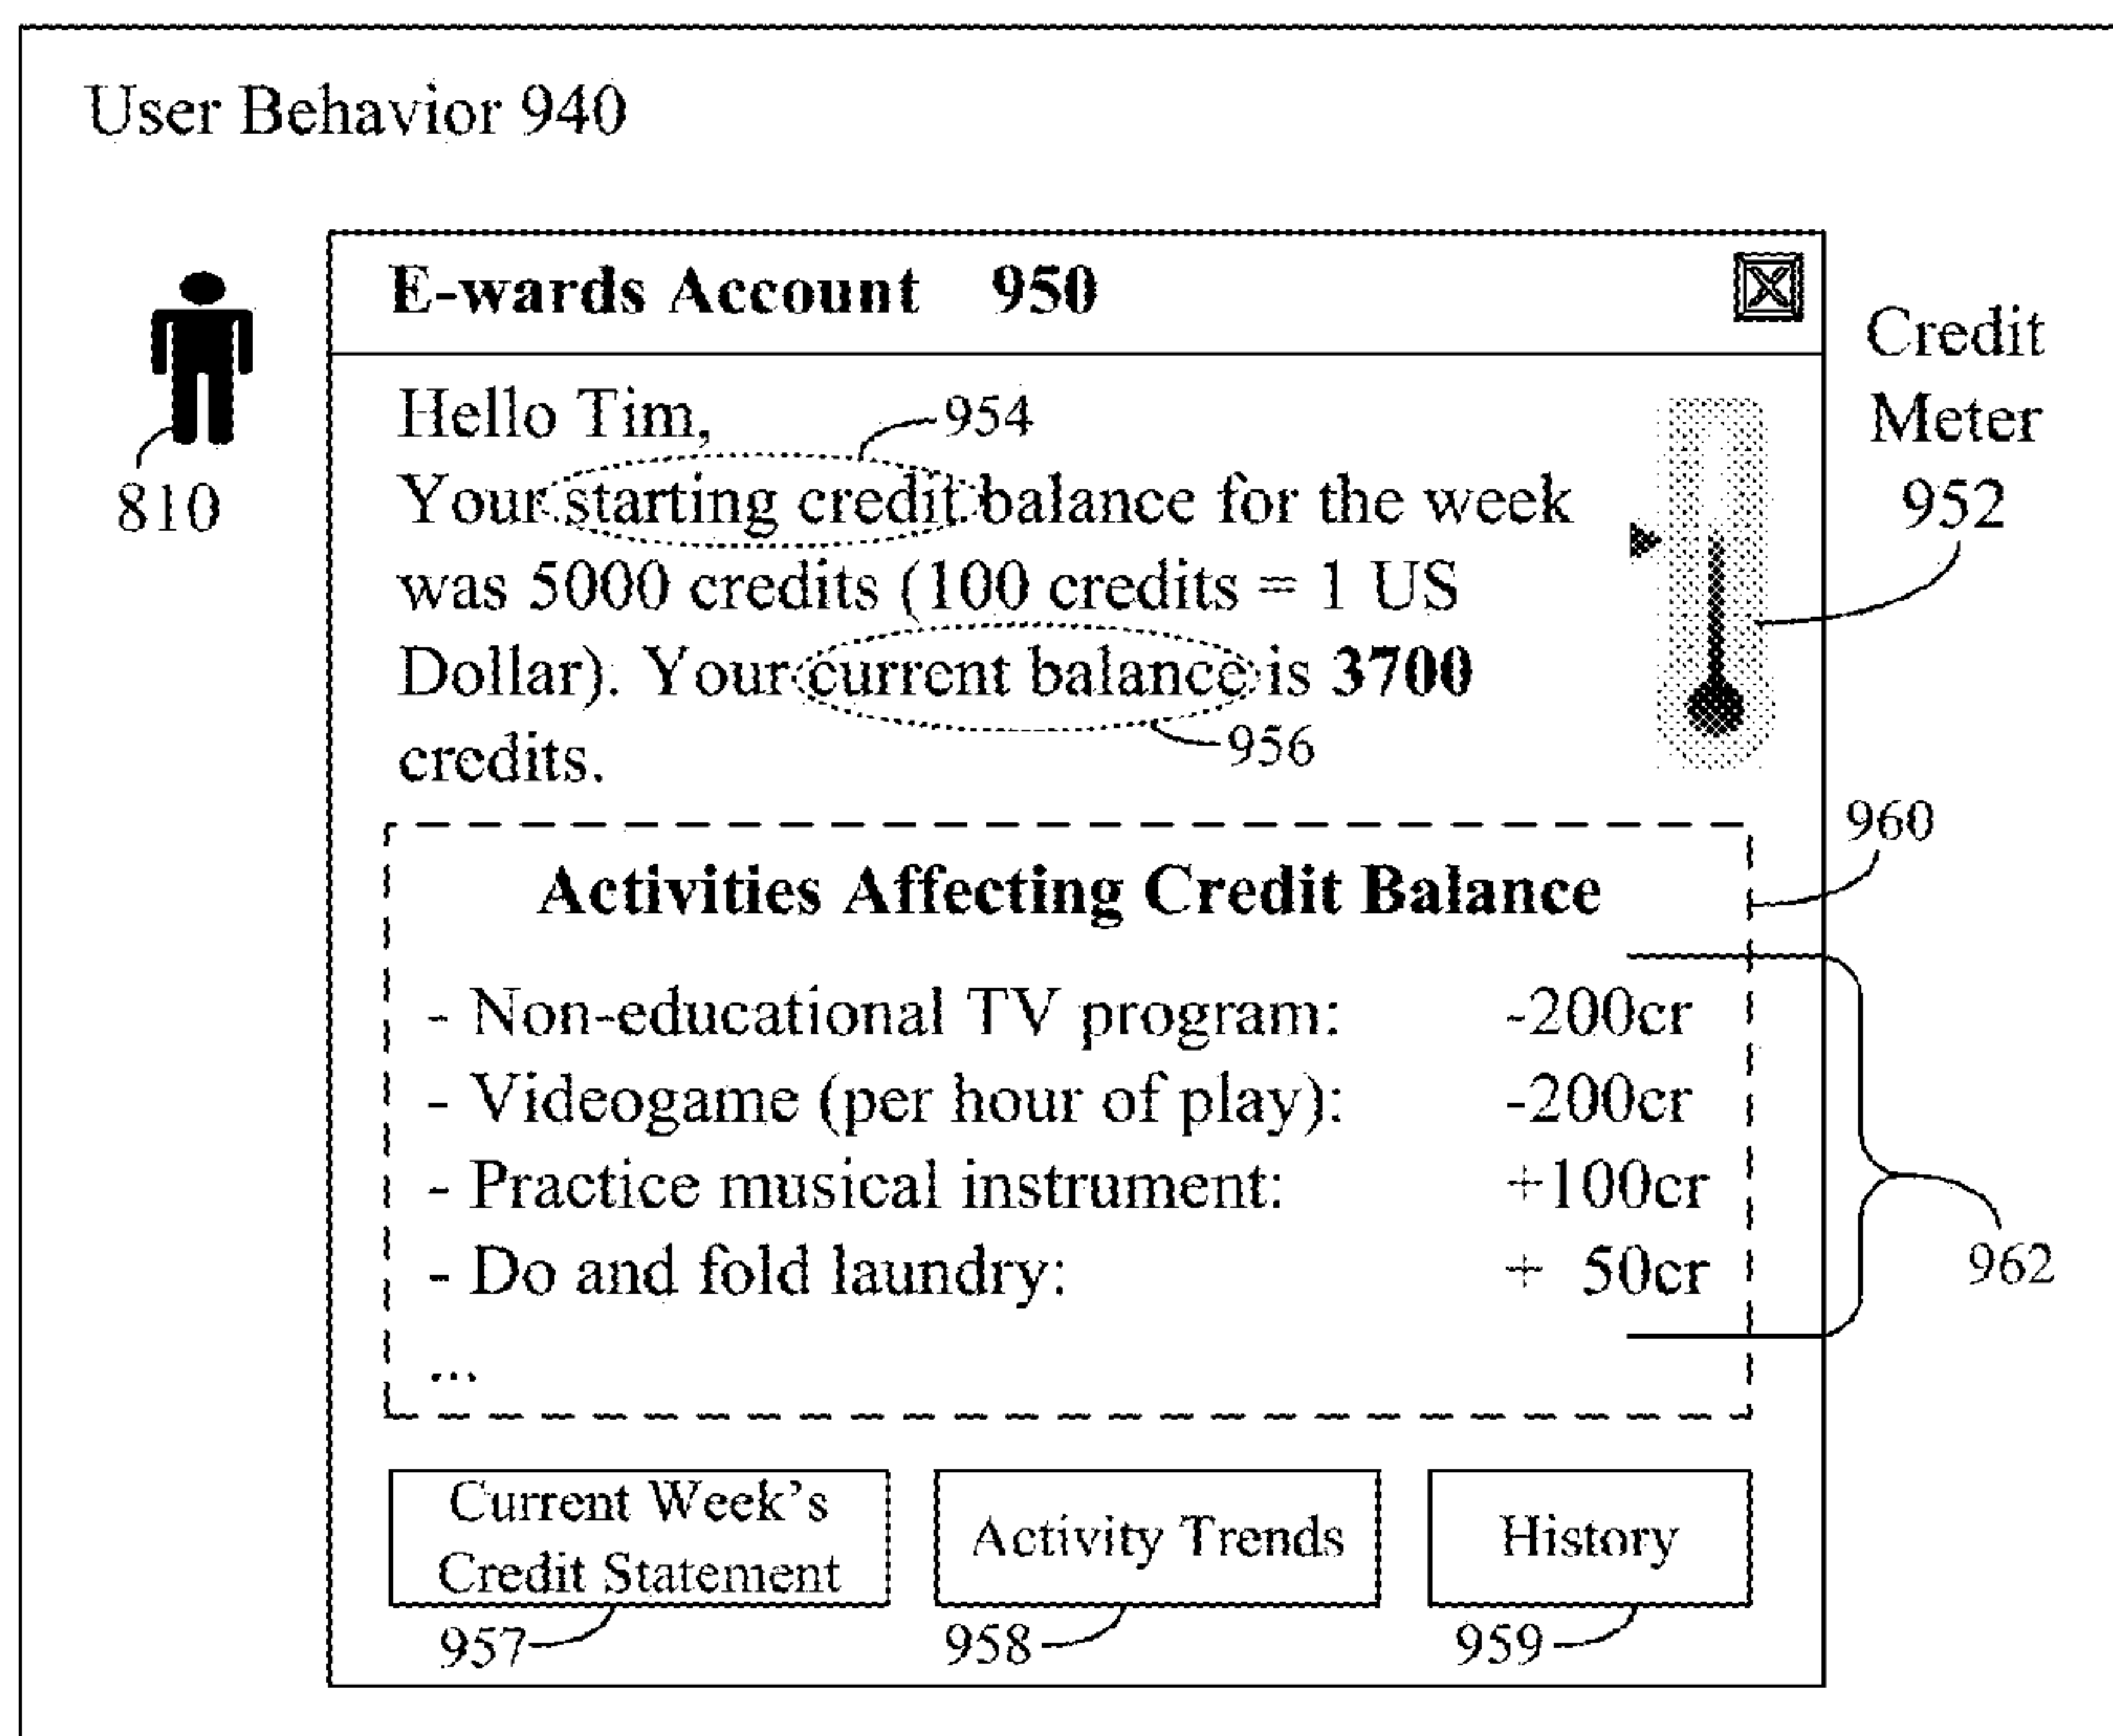 User Behavior 940
E-wards Account 950
X
Credit
Meter
952
810
Hello Tim,
954
Your starting credit balance for the week
was 5000 credits (100 credits = 1 US
Dollar). Your current balance is 3700
credits.
956
960
Activities Affecting Credit Balance
- Non-educational TV program: -200cr
- Videogame (per hour of play): -200cr
- Practice musical instrument: +100cr
- Do and fold laundry: + 50cr
...
962
Current Week's
Credit Statement
Activity Trends
History
957
958
959